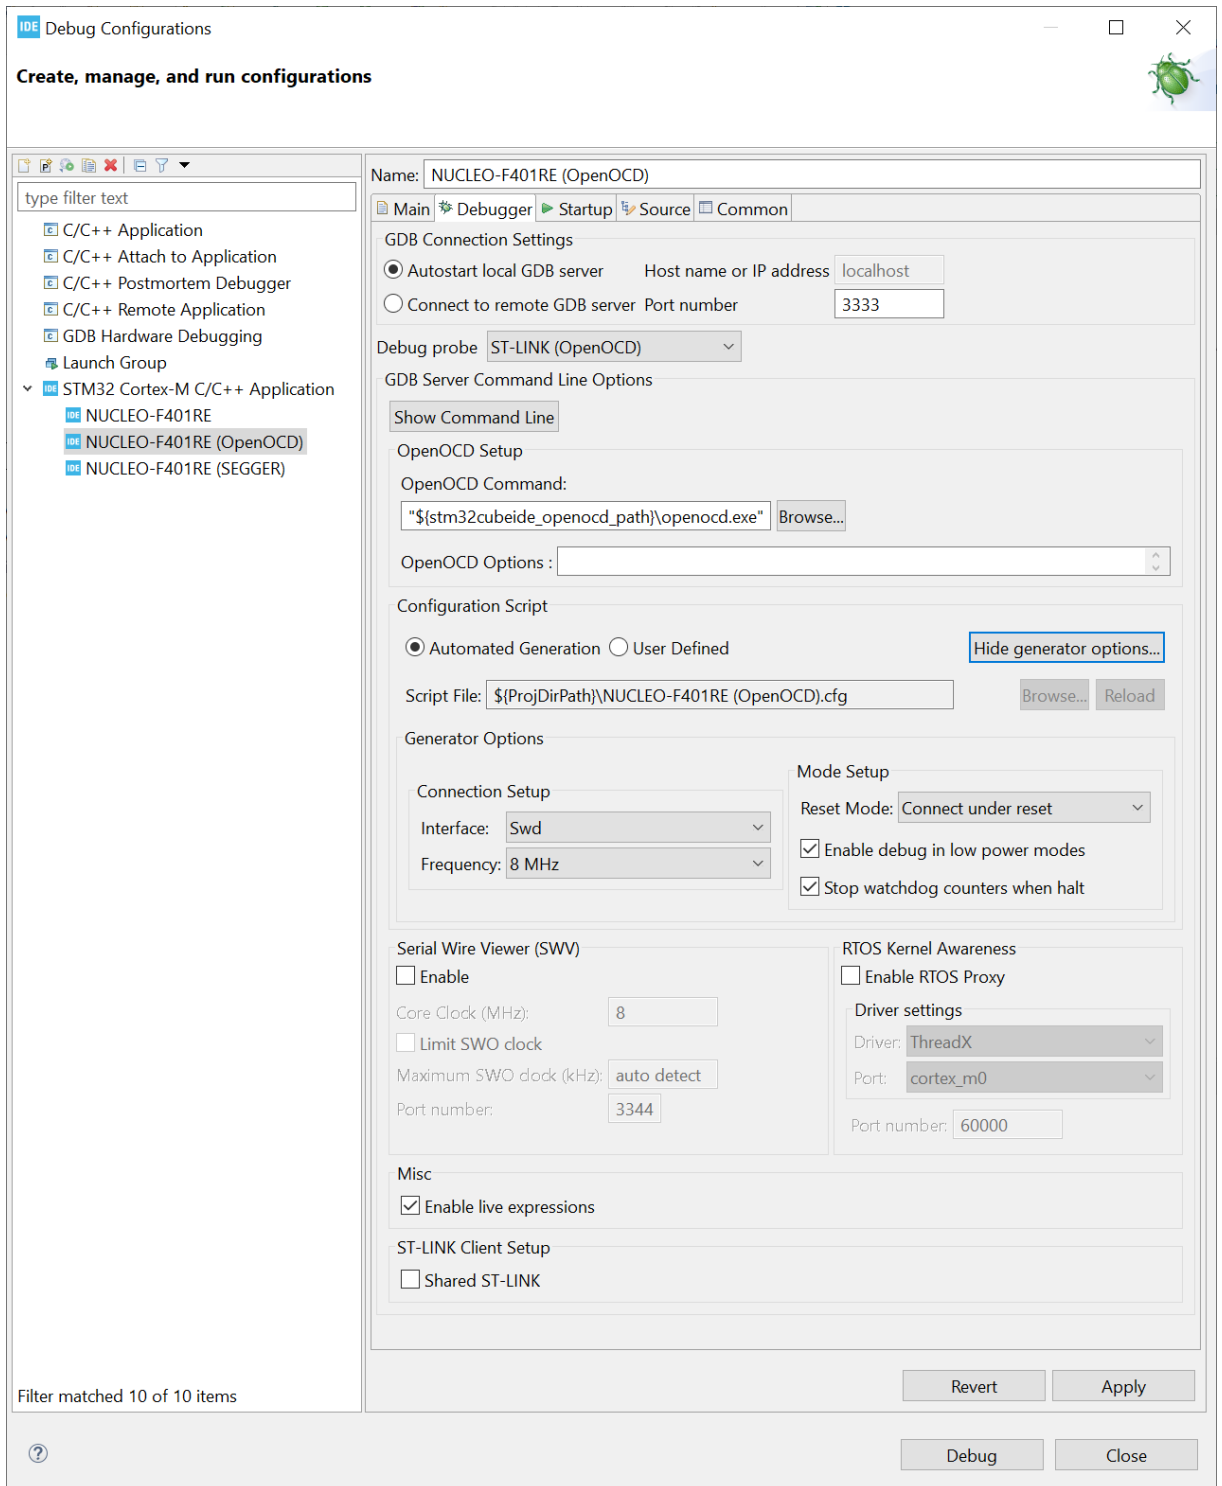 IDE Debug Configurations
Create, manage, and run configurations
type filter text
C/C++ Application
C/C++ Attach to Application
C/C++ Postmortem Debugger
C/C++ Remote Application
GDB Hardware Debugging
Launch Group
IDE STM32 Cortex-M C/C++ Application
IDE NUCLEO-F401RE
IDE NUCLEO-F401RE (OpenOCD)
IDE NUCLEO-F401RE (SEGGER)
Filter matched 10 of 10 items
Name: NUCLEO-F401RE (OpenOCD)
Main Debugger Startup Source Common
GDB Connection Settings
Autostart local GDB server Host name or IP address localhost
Connect to remote GDB server Port number 3333
Debug probe ST-LINK (OpenOCD)
GDB Server Command Line Options
Show Command Line
OpenOCD Setup
OpenOCD Command:
"${stm32cubeide_openocd_path}\openocd.exe" Browse...
OpenOCD Options :
Configuration Script
Automated Generation User Defined Hide generator options...
Script File: ${ProjDirPath}\NUCLEO-F401RE (OpenOCD).cfg Browse... Reload
Generator Options
Connection Setup
Interface: Swd
Frequency: 8 MHz
Mode Setup
Reset Mode: Connect under reset
Enable debug in low power modes
Stop watchdog counters when halt
Serial Wire Viewer (SWV)
Enable
Core Clock (MHz): 8
Limit SWO clock
Maximum SWO clock (kHz): auto detect
Port number: 3344
RTOS Kernel Awareness
Enable RTOS Proxy
Driver settings
Driver: ThreadX
Port: cortex_m0
Port number: 60000
Misc
Enable live expressions
ST-LINK Client Setup
Shared ST-LINK
Revert Apply
? Debug Close